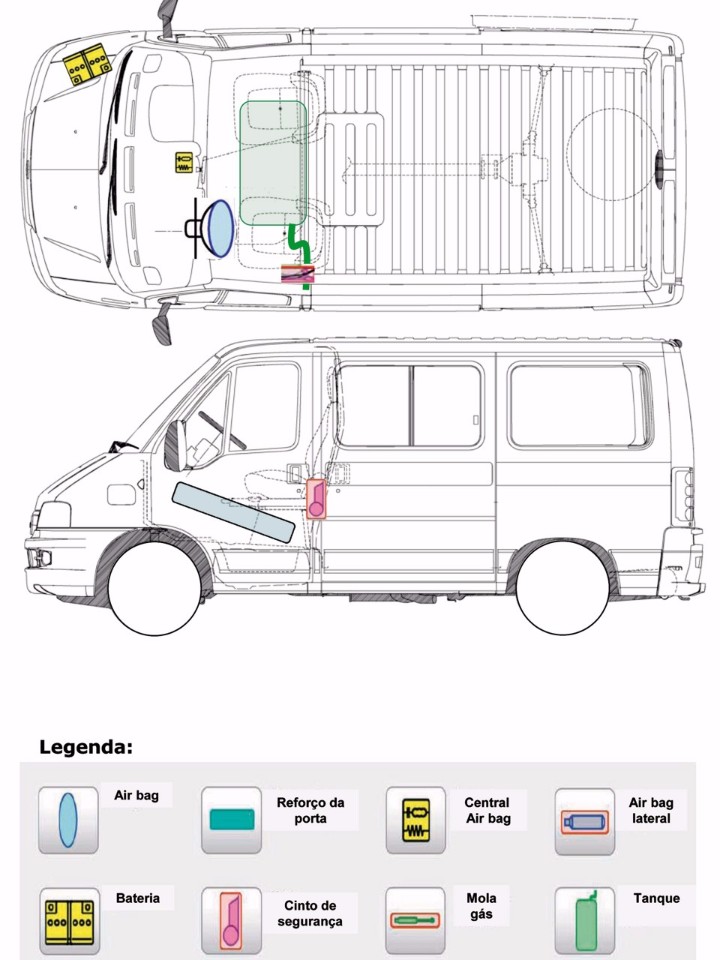 Legenda:
Air bag
Reforço da
porta
Central
Air bag
Air bag
lateral
Bateria
Cinto de
segurança
Mola
gás
Tanque